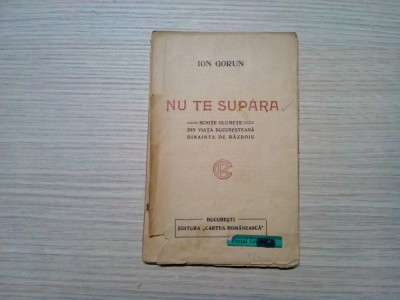 ION GORUN
NU TE SUPĂRA
SCHIȚE GLUMEȚE
DIN VIAȚA BUCUREȘTEANĂ
DINAINTE DE RĂZBOIU
BUCUREȘTI
EDITURA „CARTEA ROMÂNEASCĂ”